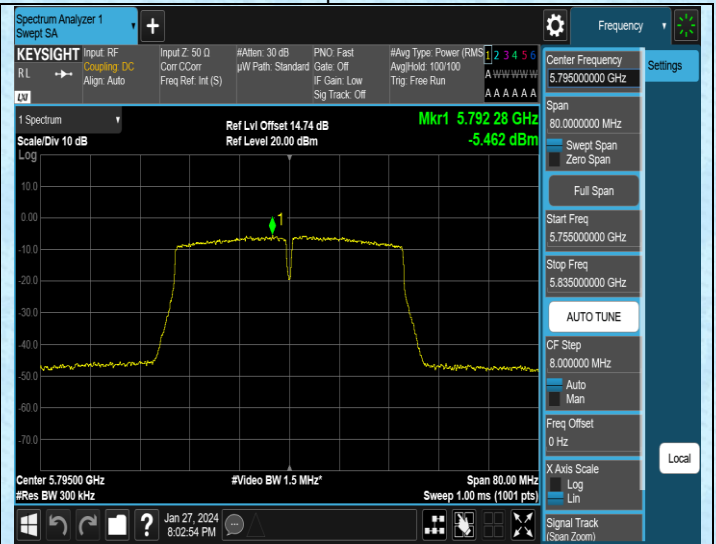 Spectrum Analyzer 1
Swept SA
Frequency
KEYSIGHT
RL
LXI
Input: RF
Coupling: DC
Align: Auto
Input Z: 50 Ω
Corr CCorr
Freq Ref: Int (S)
#Atten: 30 dB
µW Path: Standard
PNO: Fast
Gate: Off
IF Gain: Low
Sig Track: Off
#Avg Type: Power (RMS
Avg|Hold: 100/100
Trig: Free Run
1 2 3 4 5 6
A W W W W W
A A A A A A
1 Spectrum
Scale/Div 10 dB
Log
Ref Lvl Offset 14.74 dB
Ref Level 20.00 dBm
Mkr1 5.792 28 GHz
-5.462 dBm
10.0
0.00
-10.0
-20.0
-30.0
-40.0
-50.0
-60.0
-70.0
1
Center 5.79500 GHz
#Res BW 300 kHz
#Video BW 1.5 MHz*
Span 80.00 MHz
Sweep 1.00 ms (1001 pts)
Jan 27, 2024
8:02:54 PM
Center Frequency
5.795000000 GHz
Span
80.0000000 MHz
Swept Span
Zero Span
Full Span
Start Freq
5.755000000 GHz
Stop Freq
5.835000000 GHz
AUTO TUNE
CF Step
8.000000 MHz
Auto
Man
Freq Offset
0 Hz
X Axis Scale
Log
Lin
Signal Track
(Span Zoom)
Settings
Local